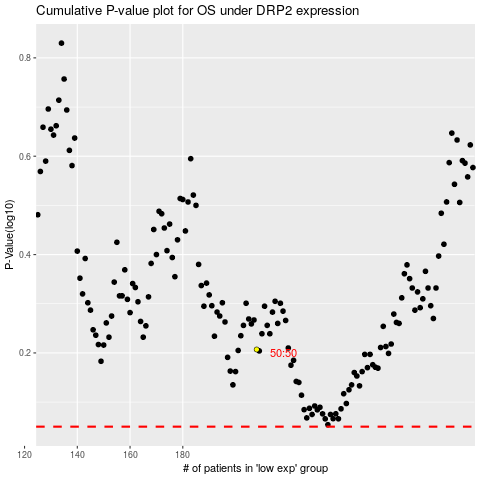 Cumulative P-value plot for OS under DRP2 expression
P-Value(log10)
0.8
0.6
0.4
0.2
50:50
120 140 160 180
# of patients in 'low exp' group